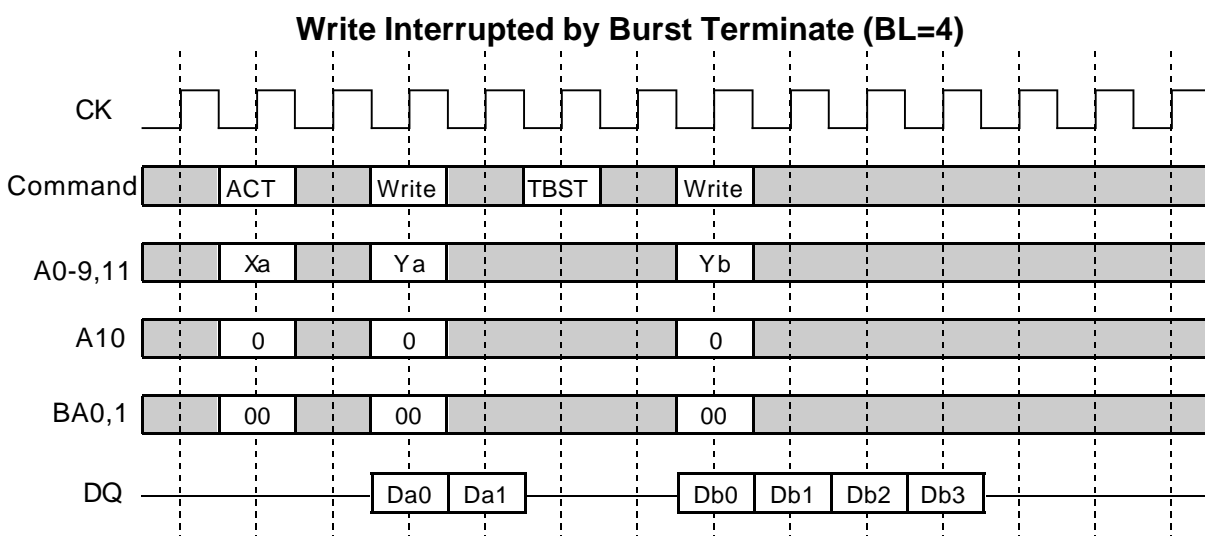 Write Interrupted by Burst Terminate (BL=4)
CK
Command ACT Write TBST Write
A0-9,11 Xa Ya Yb
A10 0 0 0
BA0,1 00 00 00
DQ Da0 Da1 Db0 Db1 Db2 Db3